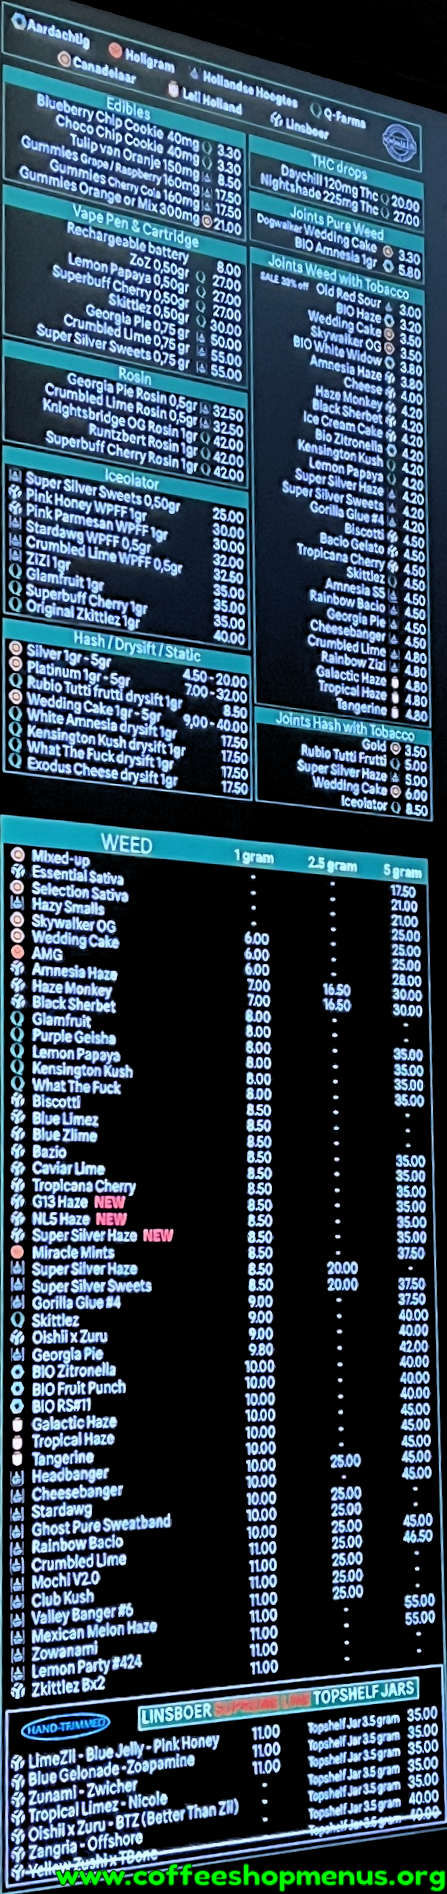 Aardachtig
Holigram
Hollandse Hoogtes
Q-Farms
Canadelaar
Leli Holland
Linsboer
Edibles
Blueberry Chip Cookie 40mg 3.30
Choco Chip Cookie 40mg 3.30
Tulip van Oranje 150mg 8.50
Gummies Grape / Raspberry 160mg 17.50
Gummies Cherry Cola 160mg 17.50
Gummies Orange or Mix 300mg 21.00
Vape Pen & Cartridge
Rechargeable battery 8.00
ZoZ 0,50gr 27.00
Lemon Papaya 0,50gr 27.00
Superbuff Cherry 0,50gr 27.00
Skittlez 0,50gr 30.00
Georgia Pie 0,75 gr 50.00
Crumbled Lime 0,75 gr 55.00
Super Silver Sweets 0,75 gr 55.00
Rosin
Georgia Pie Rosin 0,5gr 32.50
Crumbled Lime Rosin 0,5gr 32.50
Knightsbridge OG Rosin 1gr 42.00
Runtzbert Rosin 1gr 42.00
Superbuff Cherry Rosin 1gr 42.00
Iceolator
Super Silver Sweets 0,50gr 25.00
Pink Honey WPFF 1gr 30.00
Pink Parmesan WPFF 1gr 30.00
Stardawg WPFF 0,5gr 32.00
Crumbled Lime WPFF 0,5gr 32.50
ZIZI 1gr 35.00
Glamfruit 1gr 35.00
Superbuff Cherry 1gr 35.00
Original Zkittlez 1gr 40.00
Hash / Drysift / Static
Silver 1gr - 5gr 4.50 - 20.00
Platinum 1gr - 5gr 7.00 - 32.00
Rubio Tutti frutti drysift 1gr 8.50
Wedding Cake 1gr - 5gr 9,00 - 40.00
White Amnesia drysift 1gr 17.50
Kensington Kush drysift 1gr 17.50
What The Fuck drysift 1gr 17.50
Exodus Cheese drysift 1gr 17.50
THC drops
Daychill 120mg Thc 20.00
Nightshade 225mg Thc 27.00
Joints Pure Weed
Dogwalker Wedding Cake 3.30
BIO Amnesia 1gr 5.80
Joints Weed with Tobacco
Old Red Sour 3.00
BIO Haze 3.20
Wedding Cake 3.50
Skywalker OG 3.50
BIO White Widow 3.80
Amnesia Haze 3.80
Cheese 4.00
Haze Monkey 4.20
Black Sherbet 4.20
Ice Cream Cake 4.20
Bio Zitronella 4.20
Kensington Kush 4.20
Lemon Papaya 4.20
Super Silver Haze 4.20
Super Silver Sweets 4.20
Gorilla Glue #4 4.20
Biscotti 4.50
Bacio Gelato 4.50
Tropicana Cherry 4.50
Skittlez 4.50
Amnesia SS 4.50
Rainbow Bacio 4.50
Georgia Pie 4.50
Cheesebanger 4.50
Crumbled Lime 4.80
Rainbow Zizi 4.80
Galactic Haze 4.80
Tropical Haze 4.80
Tangerine 4.80
Joints Hash with Tobacco
Gold 3.50
Rubio Tutti Frutti 5.00
Super Silver Haze 5.00
Wedding Cake 6.00
Iceolator 8.50
WEED 1 gram 2.5 gram 5 gram
Mixed-up - - 17.50
Essential Sativa - - 21.00
Selection Sativa - - 21.00
Hazy Smalls - - 25.00
Skywalker OG 6.00 - 25.00
Wedding Cake 6.00 - 25.00
AMG 6.00 - 28.00
Amnesia Haze 7.00 16.50 30.00
Haze Monkey 7.00 16.50 30.00
Black Sherbet 8.00 - -
Glamfruit 8.00 - -
Purple Geisha 8.00 - 35.00
Lemon Papaya 8.00 - 35.00
Kensington Kush 8.00 - 35.00
What The Fuck 8.00 - 35.00
Biscotti 8.50 - -
Blue Limez 8.50 - -
Blue Zlime 8.50 - -
Bazio 8.50 - 35.00
Caviar Lime 8.50 - 35.00
Tropicana Cherry 8.50 - 35.00
G13 Haze NEW 8.50 - 35.00
NL5 Haze NEW 8.50 - 35.00
Super Silver Haze NEW 8.50 - 35.00
Miracle Mints 8.50 - 37.50
Super Silver Haze 8.50 20.00 -
Super Silver Sweets 8.50 20.00 37.50
Gorilla Glue #4 9.00 - 37.50
Skittlez 9.00 - 40.00
Oishii x Zuru 9.00 - 40.00
Georgia Pie 9.80 - 42.00
BIO Zitronella 10.00 - 40.00
BIO Fruit Punch 10.00 - 40.00
BIO RS#11 10.00 - 40.00
Galactic Haze 10.00 - 45.00
Tropical Haze 10.00 - 45.00
Tangerine 10.00 - 45.00
Headbanger 10.00 25.00 45.00
Cheesebanger 10.00 - 45.00
Stardawg 10.00 25.00 -
Ghost Pure Sweatband 10.00 25.00 -
Rainbow Bacio 10.00 25.00 45.00
Crumbled Lime 11.00 25.00 46.50
Mochi V2.0 11.00 25.00 -
Club Kush 11.00 25.00 -
Valley Banger #6 11.00 25.00 -
Mexican Melon Haze 11.00 - 55.00
Zowanami 11.00 - 55.00
Lemon Party #424 11.00 - -
Zkittlez Bx2 11.00 - -
HAND-TRIMMED
LINSBOER SUPREME LINE TOPSHELF JARS
LimeZII - Blue Jelly - Pink Honey 11.00 Topshelf Jar 3.5 gram 35.00
Blue Gelonade - Zoapamine 11.00 Topshelf Jar 3.5 gram 35.00
Zunami - Zwicher 11.00 Topshelf Jar 3.5 gram 35.00
Tropical Limez - Nicole - Topshelf Jar 3.5 gram 35.00
Oishii x Zuru - BTZ (Better Than ZII) - Topshelf Jar 3.5 gram 35.00
Zangria - Offshore - Topshelf Jar 3.5 gram 40.00
Yellow Zushi x TBone - Topshelf Jar 3.5 gram 40.00
www.coffeeshopmenus.org